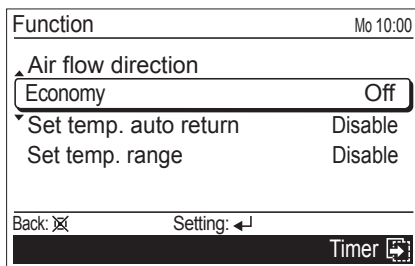 Function Mo 10:00
Air flow direction
Economy Off
Set temp. auto return Disable
Set temp. range Disable
Back: Setting:
Timer